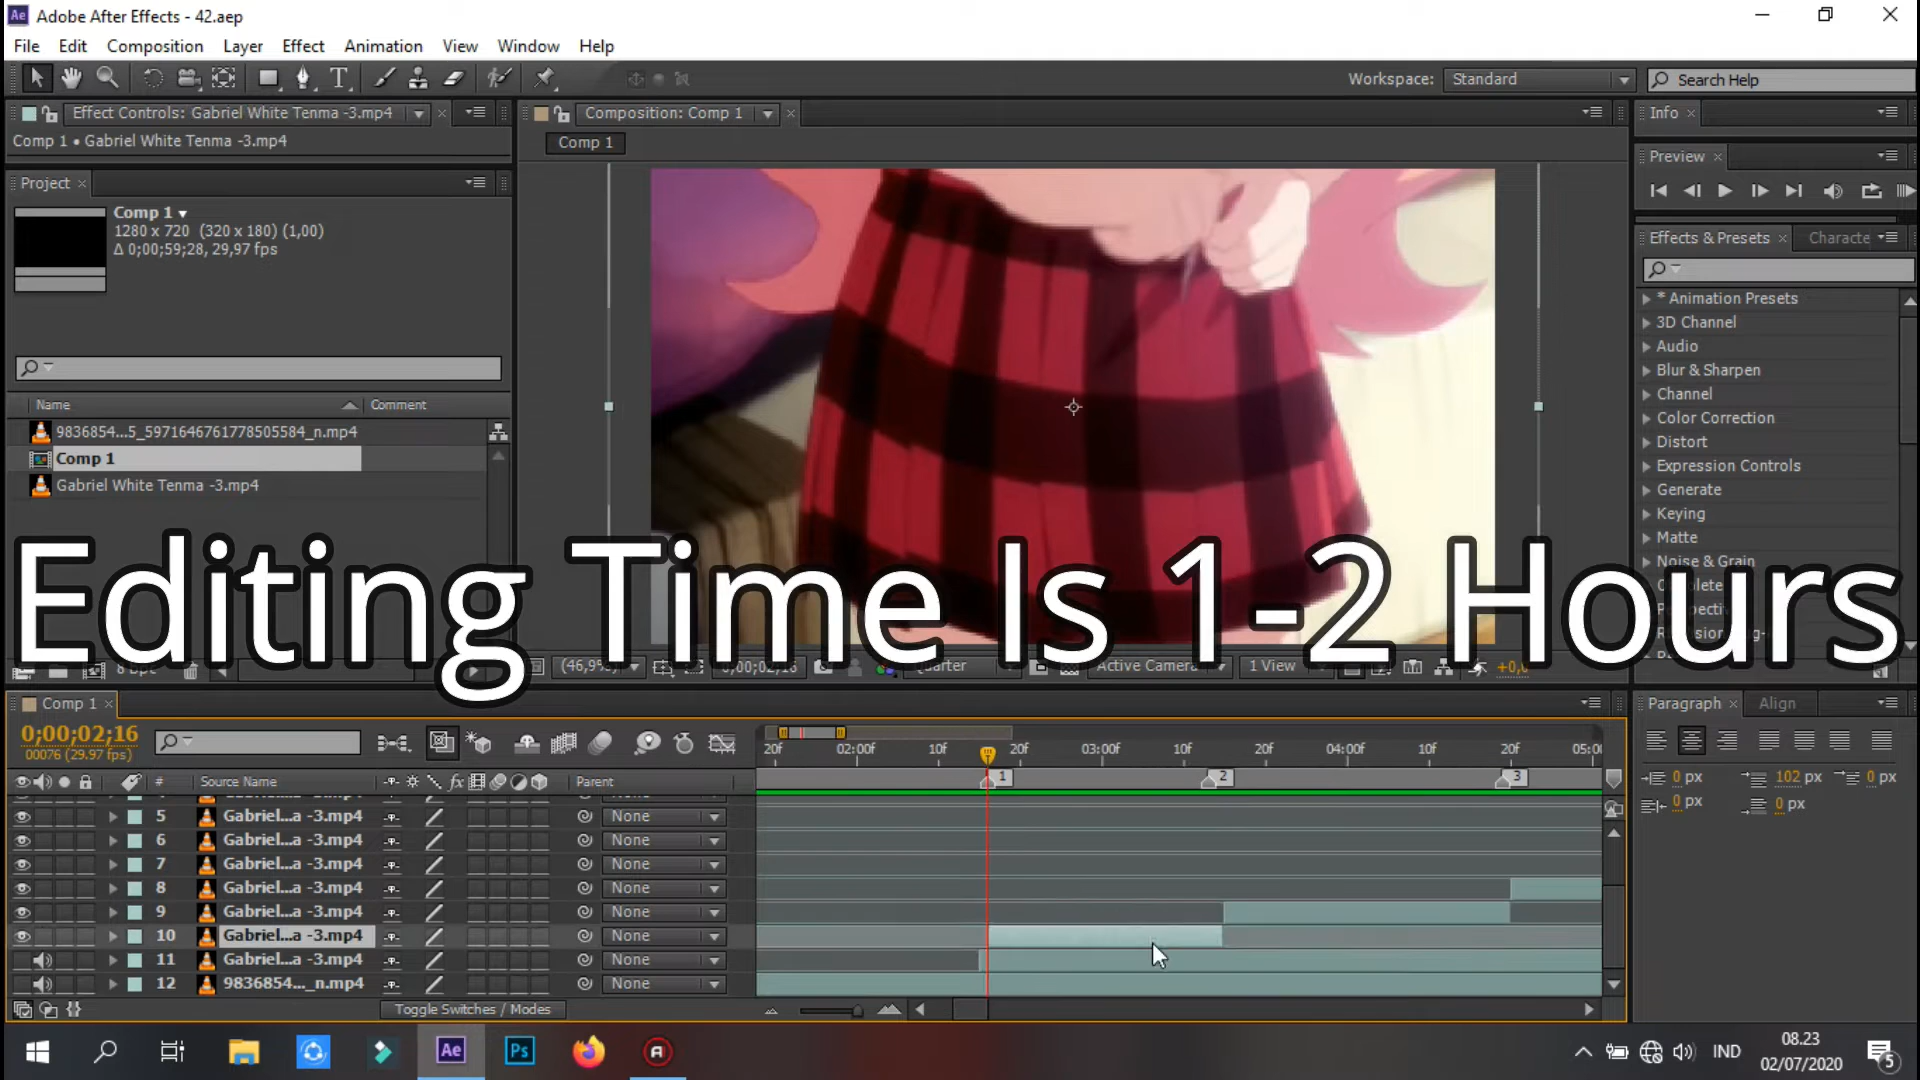 Adobe After Effects - 42.aep
File Edit Composition Layer Effect Animation View Window Help
Workspace: Standard
Search Help
Effect Controls: Gabriel White Tenma -3.mp4
Composition: Comp 1
Info
Comp 1 • Gabriel White Tenma -3.mp4
Comp 1
Preview
Project
Comp 1
1280 x 720 (320 x 180) (1,00)
Δ 0;00;59;28, 29,97 fps
Effects & Presets
Characte
* Animation Presets
3D Channel
Audio
Blur & Sharpen
Channel
Color Correction
Distort
Expression Controls
Generate
Keying
Matte
Noise & Grain
Name Comment
9836854...5_5971646761778505584_n.mp4
Comp 1
Gabriel White Tenma -3.mp4
Editing Time Is 1-2 Hours
(46,9%)
0;00;02;16
Active Camera
1 View
+0,0
Comp 1
Paragraph
Align
0;00;02;16
00076 (29.97 fps)
20f 02:00f 10f 20f 03:00f 10f 20f 04:00f 10f 20f
1 2 3
# Source Name Parent
5 Gabriel...a -3.mp4 None
6 Gabriel...a -3.mp4 None
7 Gabriel...a -3.mp4 None
8 Gabriel...a -3.mp4 None
9 Gabriel...a -3.mp4 None
10 Gabriel...a -3.mp4 None
11 Gabriel...a -3.mp4 None
12 9836854..._n.mp4 None
0 px 102 px 0 px
0 px 0 px
Toggle Switches / Modes
Ae Ps
IND
08.23
02/07/2020
5